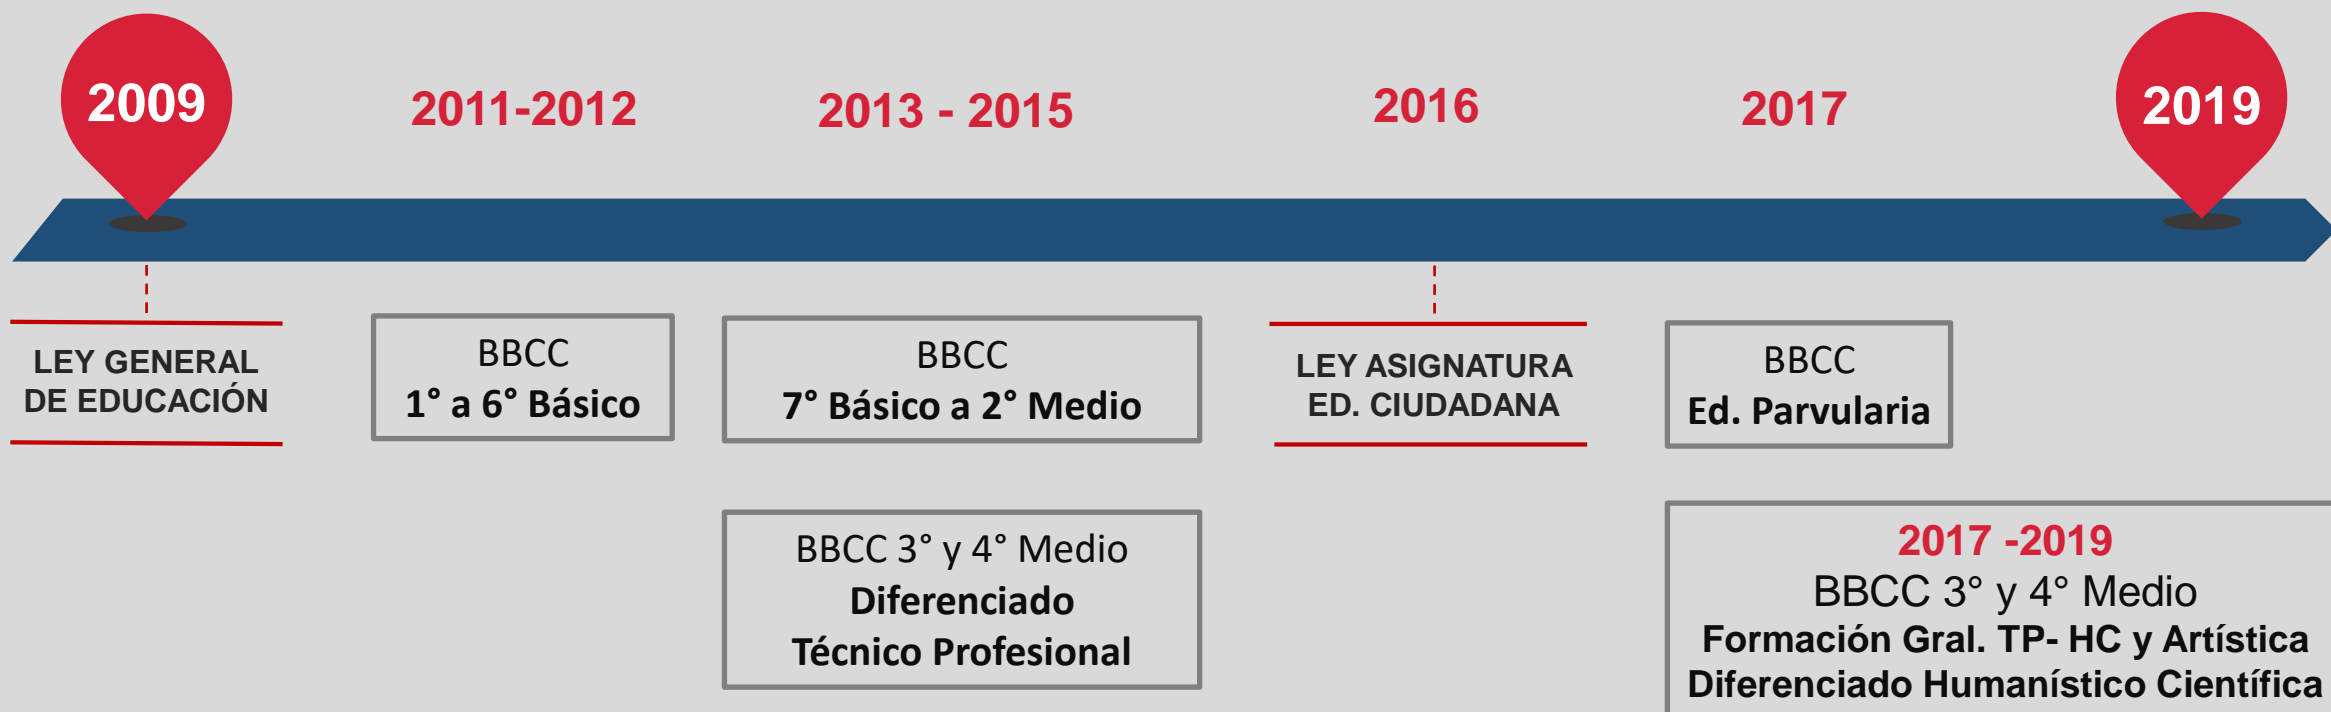 2009
2011-2012
2013 - 2015
2016
2017
2019
LEY GENERAL
DE EDUCACIÓN
BBCC
1° a 6° Básico
BBCC
7° Básico a 2° Medio
LEY ASIGNATURA
ED. CIUDADANA
BBCC
Ed. Parvularia
BBCC 3° y 4° Medio
Diferenciado
Técnico Profesional
2017 -2019
BBCC 3° y 4° Medio
Formación Gral. TP- HC y Artística
Diferenciado Humanístico Científica